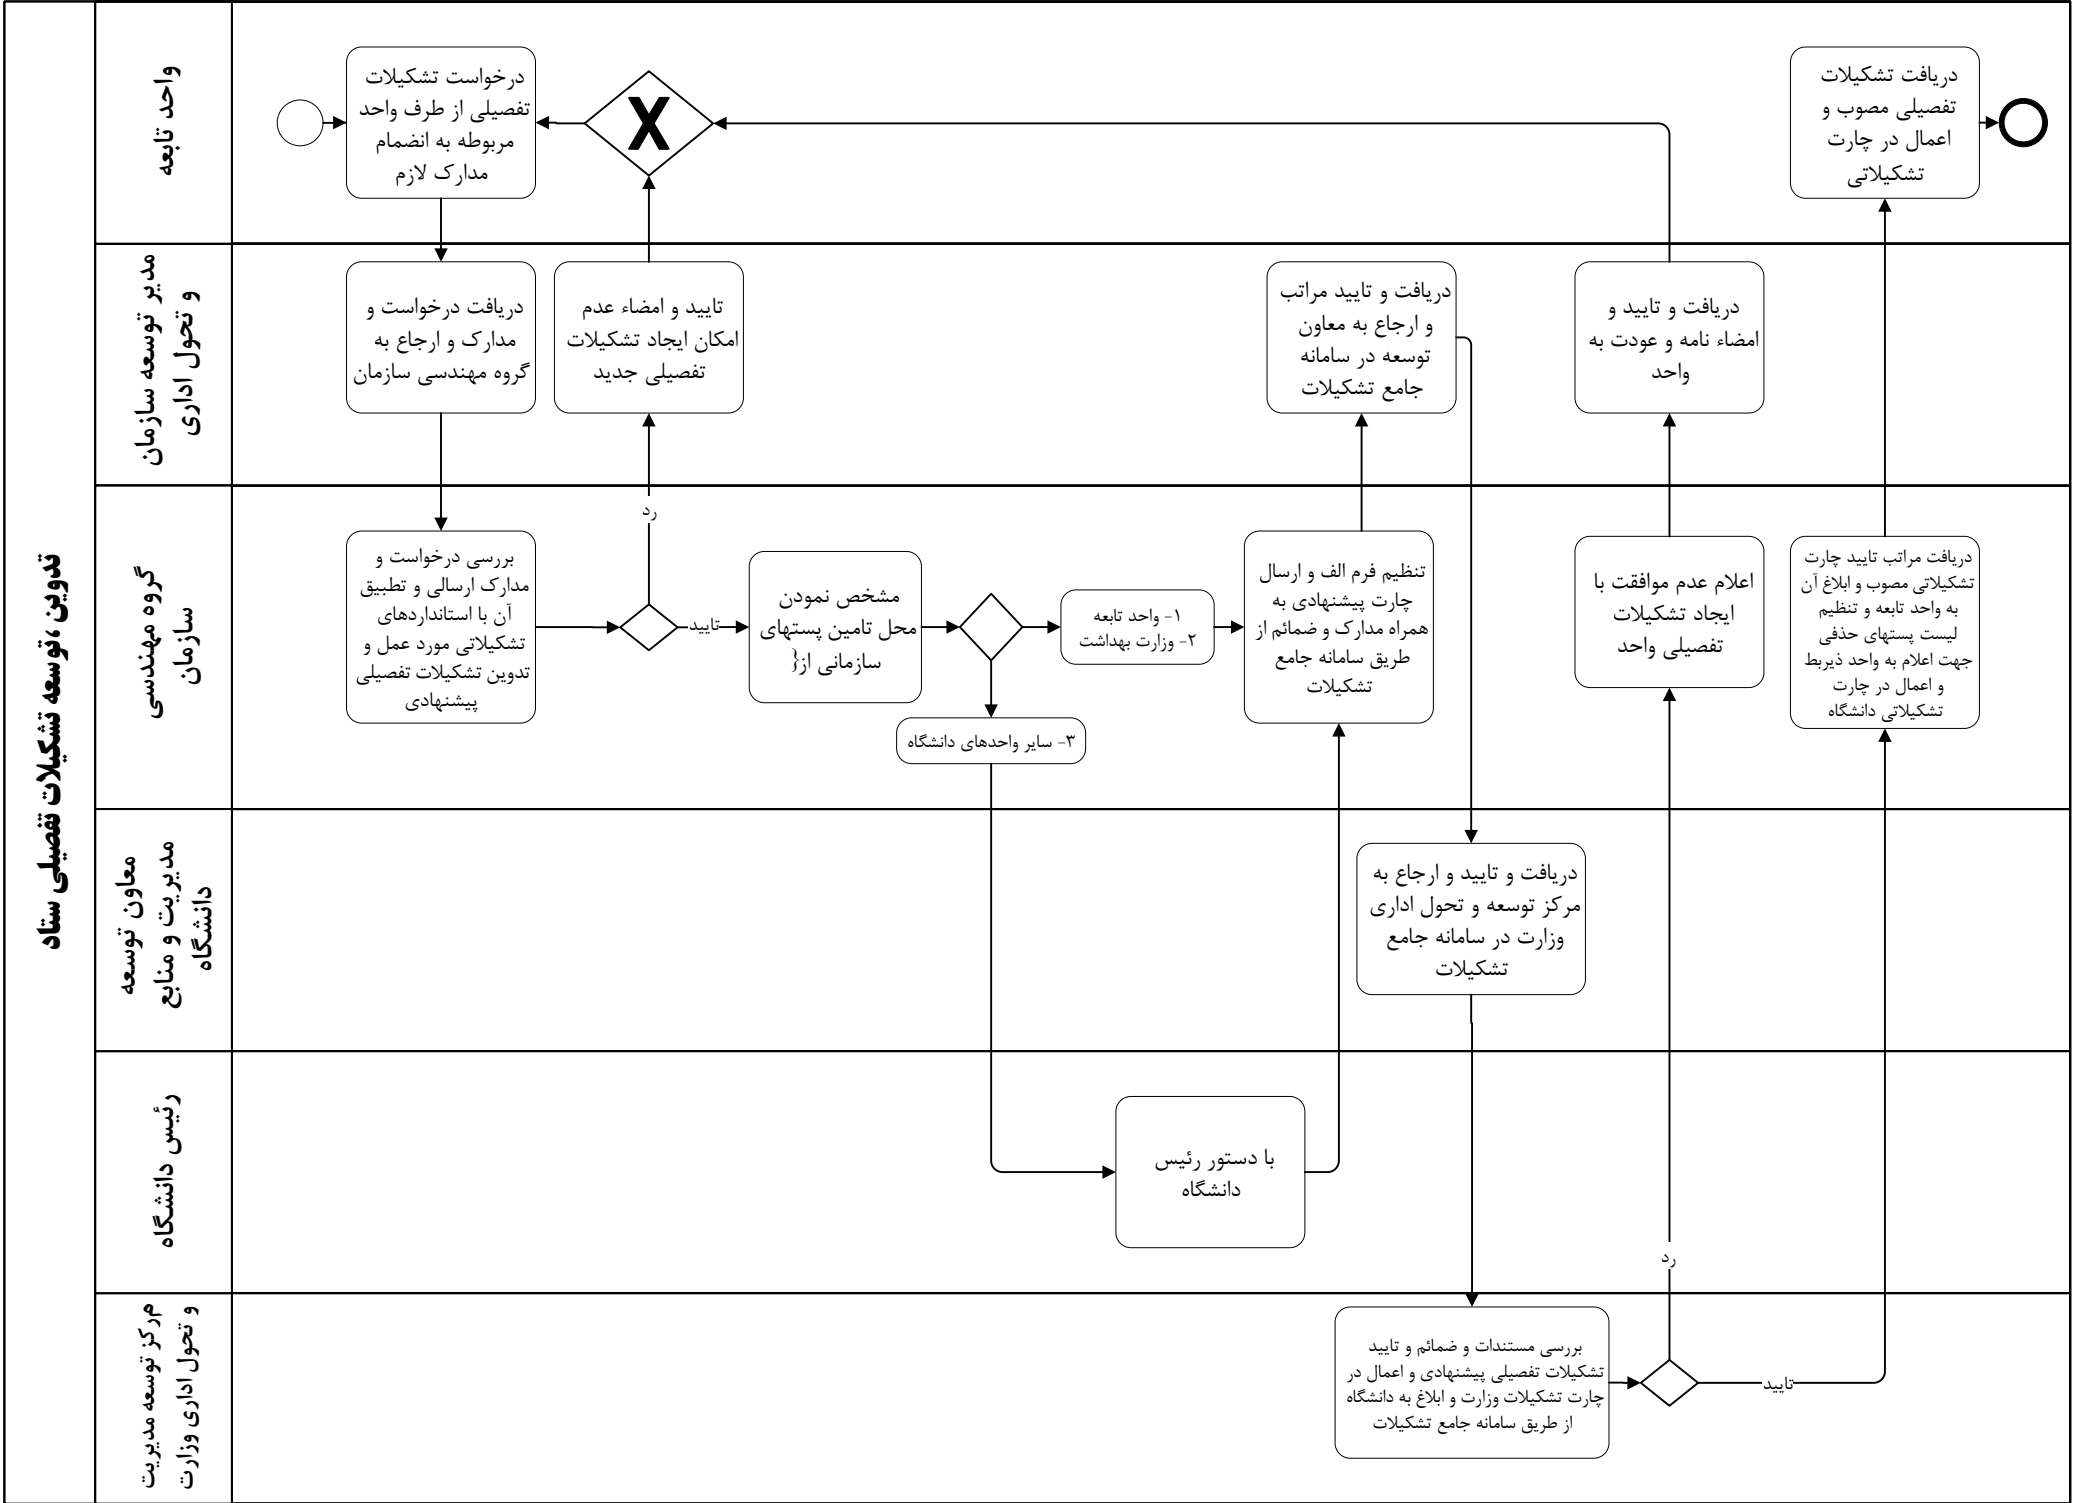 تدوین ،توسعه تشکیلات تفصیلی ستاد
واحد تابعه
درخواست تشکیلات
تفصیلی از طرف واحد
مربوطه به انضمام
مدارک لازم
X
دریافت تشکیلات
تفصیلی مصوب و
اعمال در چارت
تشکیلاتی
مدیر توسعه سازمان
و تحول اداری
دریافت درخواست و
مدارک و ارجاع به
گروه مهندسی سازمان
تایید و امضاء عدم
امکان ایجاد تشکیلات
تفصیلی جدید
دریافت و تایید مراتب
و ارجاع به معاون
توسعه در سامانه
جامع تشکیلات
دریافت و تایید و
امضاء نامه و عودت به
واحد
گروه مهندسی
سازمان
بررسی درخواست و
مدارک ارسالی و تطبیق
آن با استانداردهای
تشکیلاتی مورد عمل و
تدوین تشکیلات تفصیلی
پیشنهادی
رد
تایید
مشخص نمودن
محل تامین پستهای
سازمانی از{
۱- واحد تابعه
۲- وزارت بهداشت
۳- سایر واحدهای دانشگاه
تنظیم فرم الف و ارسال
چارت پیشنهادی به
همراه مدارک و ضمائم از
طریق سامانه جامع
تشکیلات
اعلام عدم موافقت با
ایجاد تشکیلات
تفصیلی واحد
دریافت مراتب تایید چارت
تشکیلاتی مصوب و ابلاغ آن
به واحد تابعه و تنظیم
لیست پستهای حذفی
جهت اعلام به واحد ذیربط
و اعمال در چارت
تشکیلاتی دانشگاه
معاون توسعه
مدیریت و منابع
دانشگاه
دریافت و تایید و ارجاع به
مرکز توسعه و تحول اداری
وزارت در سامانه جامع
تشکیلات
رئیس دانشگاه
با دستور رئیس
دانشگاه
رد
مرکز توسعه مدیریت
و تحول اداری وزارت
بررسی مستندات و ضمائم و تایید
تشکیلات تفصیلی پیشنهادی و اعمال در
چارت تشکیلات وزارت و ابلاغ به دانشگاه
از طریق سامانه جامع تشکیلات
تایید